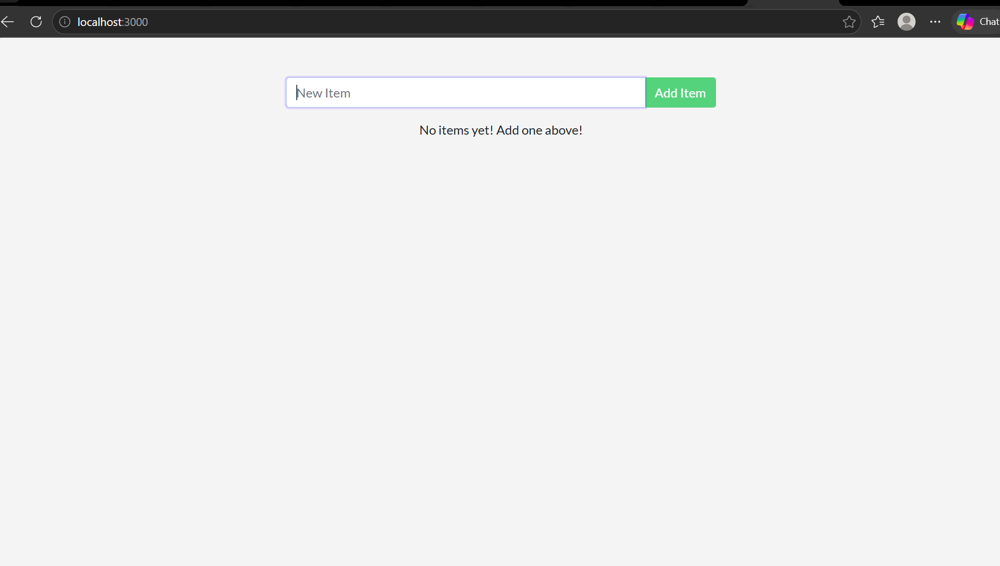 localhost:3000
Chat
New Item
Add Item
No items yet! Add one above!